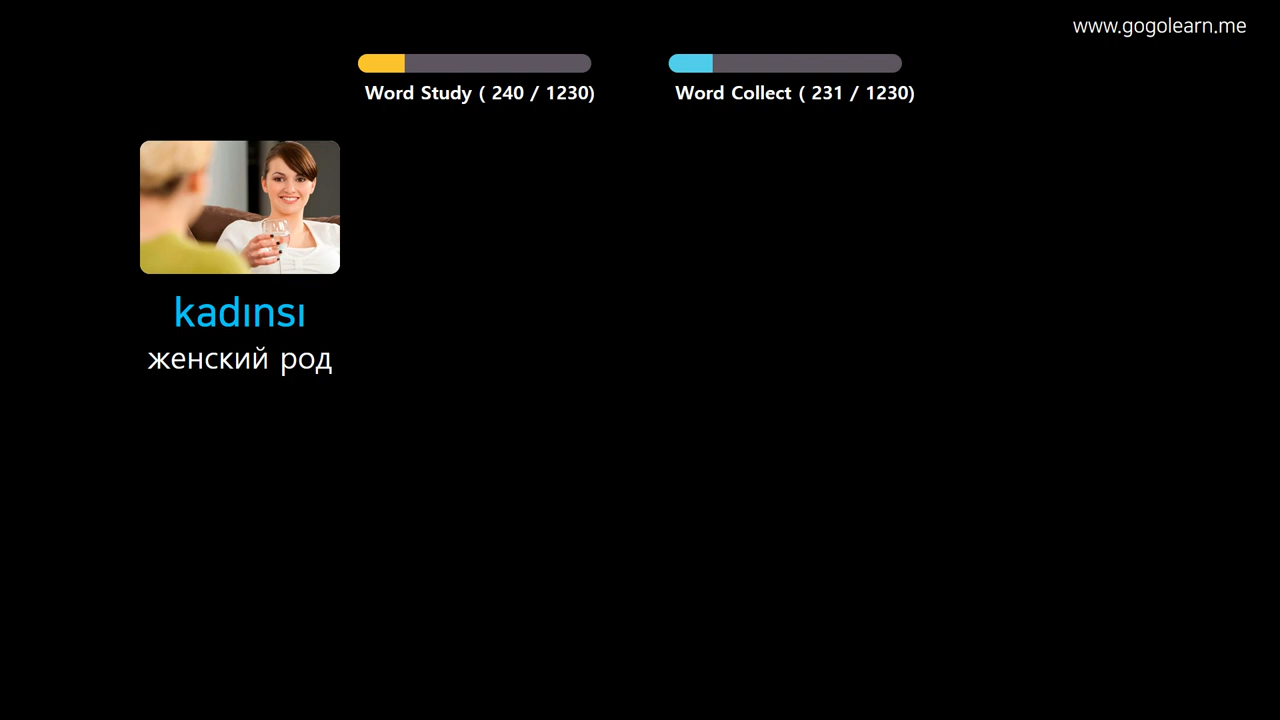 www.gogolearn.me
Word Study ( 240 / 1230)
Word Collect ( 231 / 1230)
kadınsı
женский род